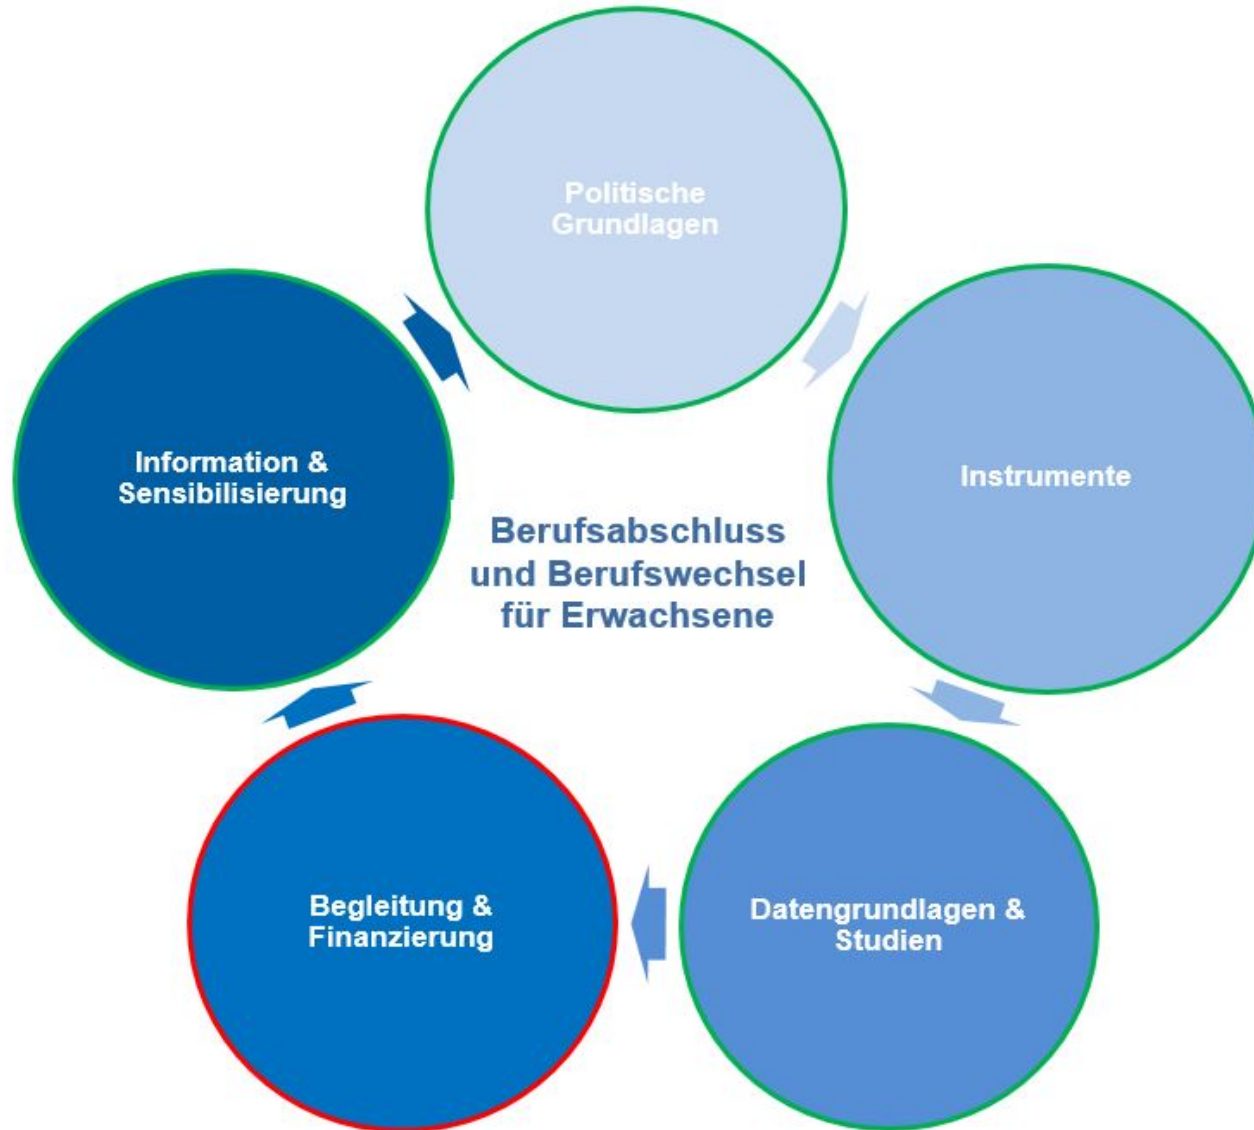 Politische
Grundlagen
Instrumente
Datengrundlagen &
Studien
Begleitung &
Finanzierung
Information &
Sensibilisierung
Berufsabschluss
und Berufswechsel
für Erwachsene